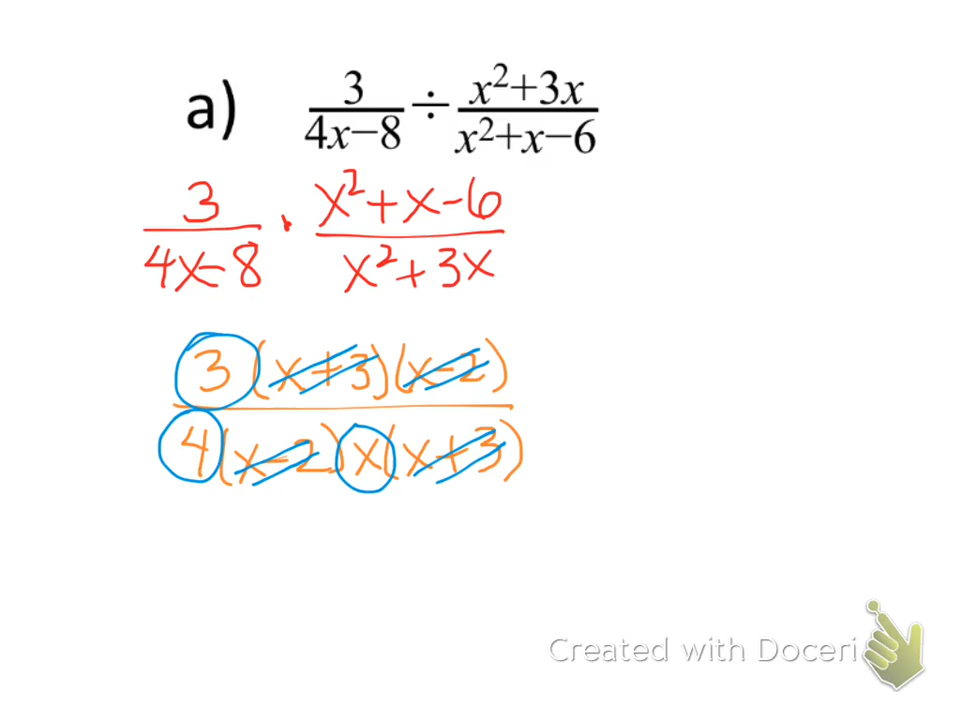 a) 3/(4x−8) ÷ (x²+3x)/(x²+x−6)
3/(4x-8) · (x²+x-6)/(x²+3x)
3(x+3)(x-2)
4(x-2)x(x+3)
Created with Doceri